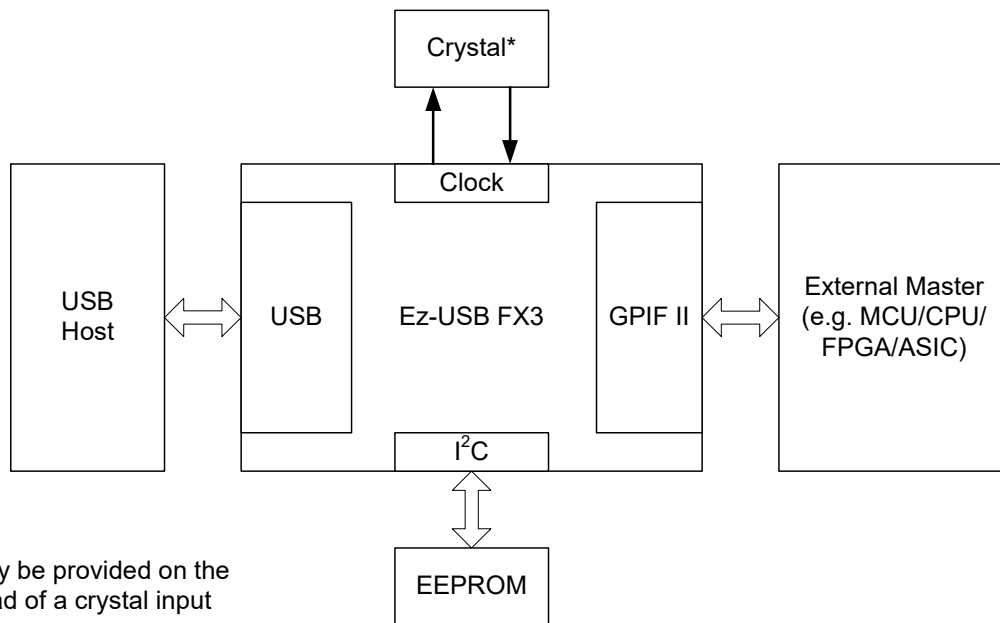 Crystal*
Clock
USB
Host
USB
Ez-USB FX3
GPIF II
External Master
(e.g. MCU/CPU/
FPGA/ASIC)
I²C
EEPROM
be provided on the
of a crystal input